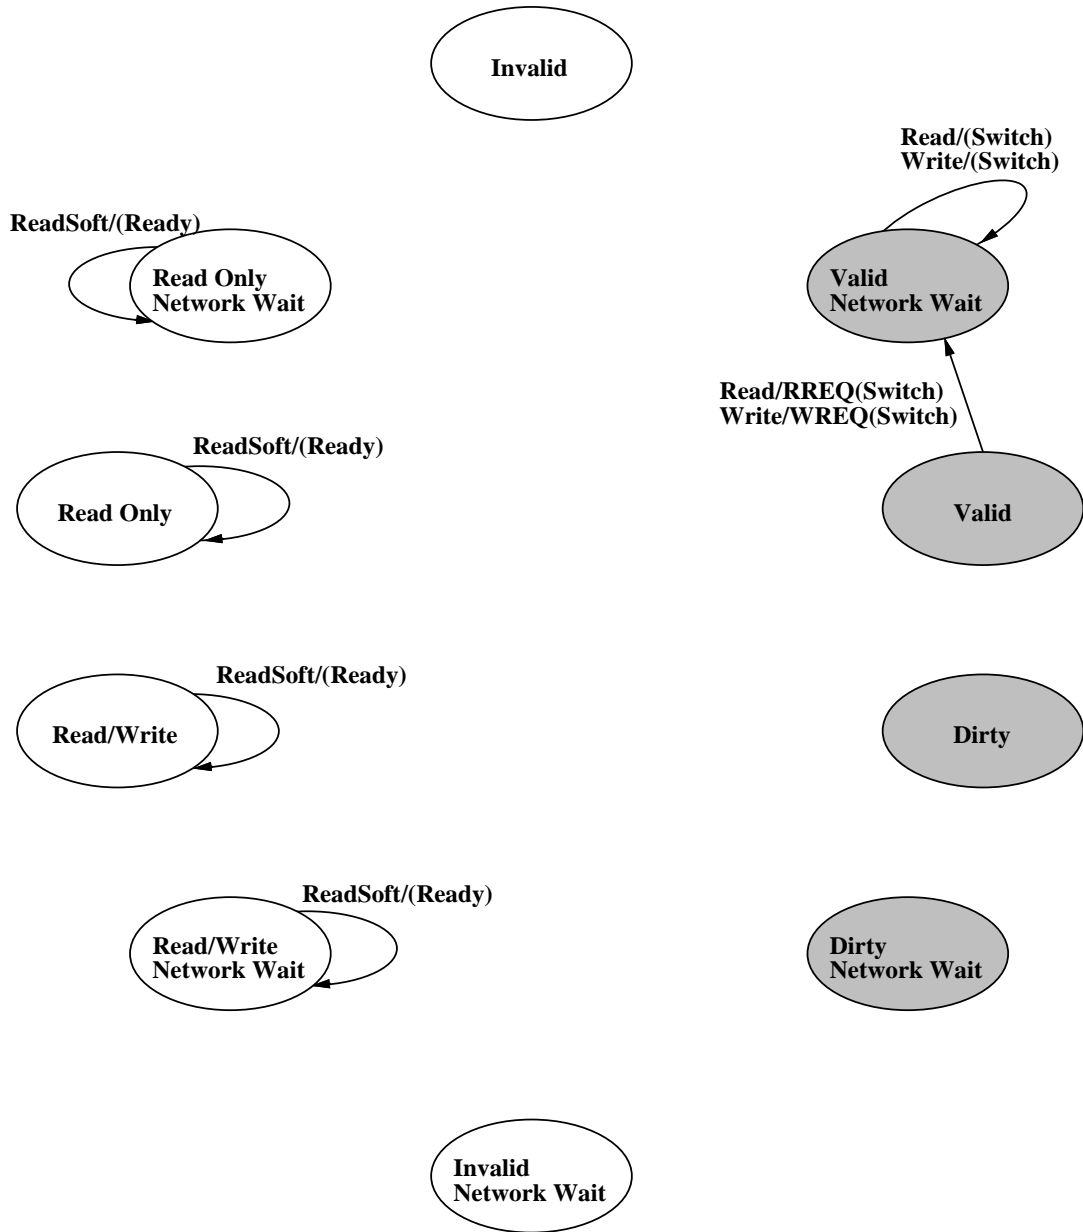 Invalid
Read/(Switch)
Write/(Switch)
ReadSoft/(Ready)
Read Only
Network Wait
Valid
Network Wait
Read/RREQ(Switch)
Write/WREQ(Switch)
ReadSoft/(Ready)
Read Only
Valid
ReadSoft/(Ready)
Read/Write
Dirty
ReadSoft/(Ready)
Read/Write
Network Wait
Dirty
Network Wait
Invalid
Network Wait